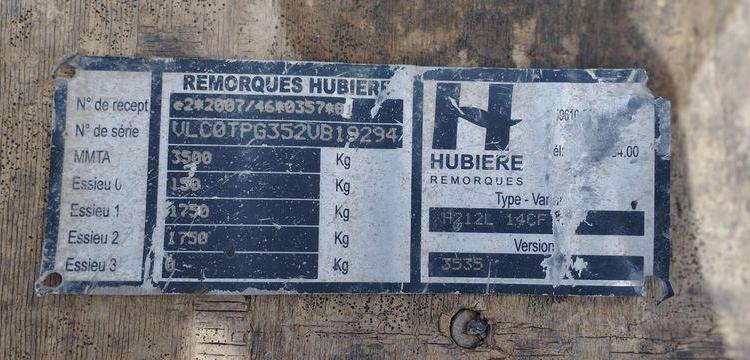 REMORQUES HUBIERE
N° de recept e2*2007/46*0357*0
N° de série VLC0TPG352VB19294
MMTA 3500 Kg
Essieu 0 150 Kg
Essieu 1 1750 Kg
Essieu 2 1750 Kg
Essieu 3 0 Kg
H
HUBIERE
REMORQUES
04.00
Type - Var
H212L 14CF
Version
3535